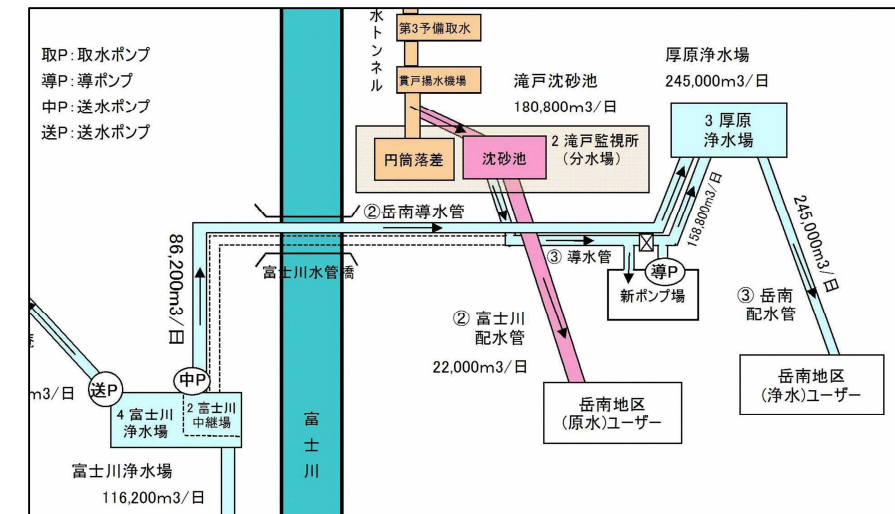 取P:取水ポンプ
導P:導ポンプ
中P:送水ポンプ
送P:送水ポンプ
水トンネル
第3予備取水
貫戸揚水機場
円筒落差
滝戸沈砂池
180,800m3/日
沈砂池
2 滝戸監視所
(分水場)
厚原浄水場
245,000m3/日
3 厚原
浄水場
②岳南導水管
86,200m3/日
富士川水管橋
③ 導水管
158,800m3/日
導P
新ポンプ場
245,000m3/日
③ 岳南
配水管
② 富士川
配水管
22,000m3/日
岳南地区
(原水)ユーザー
岳南地区
(浄水)ユーザー
m3/日
送P
中P
4 富士川
浄水場
2 富士川
中継場
富士川
富士川浄水場
116,200m3/日